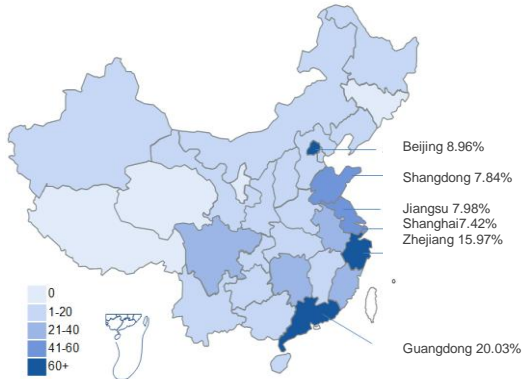 Beijing 8.96%
Shangdong 7.84%
Jiangsu 7.98%
Shanghai7.42%
Zhejiang 15.97%
Guangdong 20.03%
0
1-20
21-40
41-60
60+